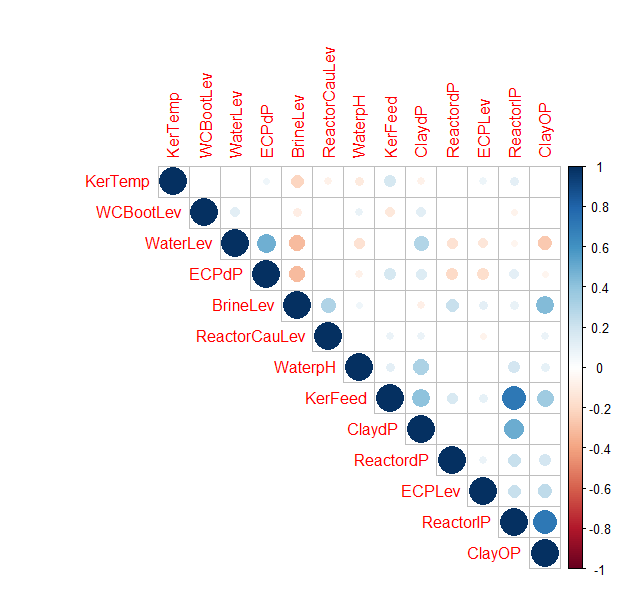 KerTemp
WCBootLev
WaterLev
ECPdP
BrineLev
ReactorCauLev
WaterpH
KerFeed
ClaydP
ReactordP
ECPLev
ReactorIP
ClayOP
KerTemp
WCBootLev
WaterLev
ECPdP
BrineLev
ReactorCauLev
WaterpH
KerFeed
ClaydP
ReactordP
ECPLev
ReactorIP
ClayOP
1
0.8
0.6
0.4
0.2
0
-0.2
-0.4
-0.6
-0.8
-1